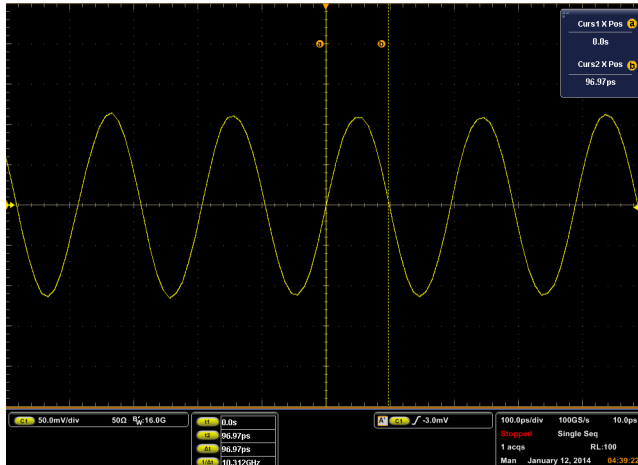 a
b
Curs1 X Pos a
0.0s
Curs2 X Pos b
96.97ps
C1 50.0mV/div 50Ω BW:16.0G
t1 0.0s
t2 96.97ps
Δt 96.97ps
1/Δt 10.312GHz
A' C1 -3.0mV
100.0ps/div 100GS/s 10.0ps
Stopped Single Seq
1 acqs RL:100
Man January 12, 2014 04:39:22